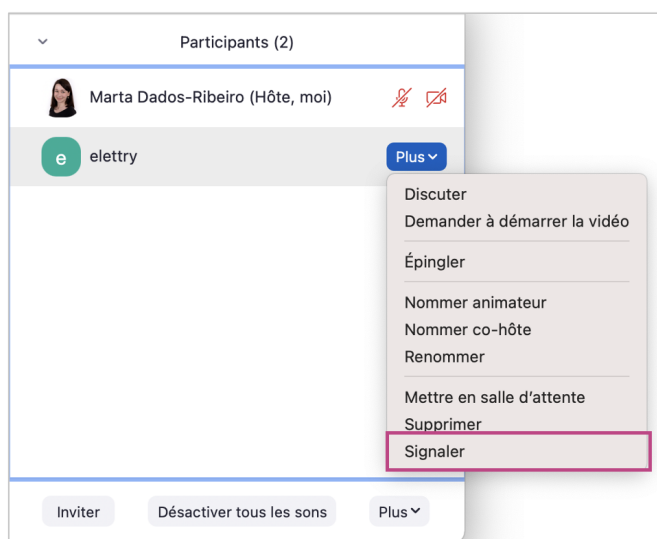 Participants (2)
Marta Dados-Ribeiro (Hôte, moi)
e elettry Plus
Discuter
Demander à démarrer la vidéo
Épingler
Nommer animateur
Nommer co-hôte
Renommer
Mettre en salle d'attente
Supprimer
Signaler
Inviter Désactiver tous les sons Plus